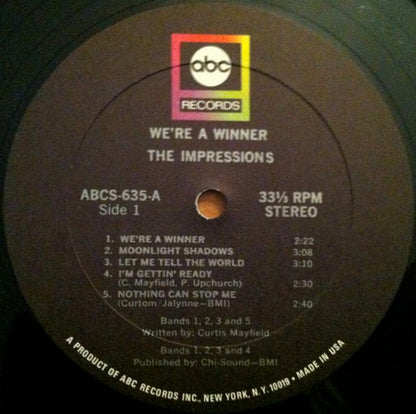 abc
RECORDS
WE'RE A WINNER
THE IMPRESSIONS
ABCS-635-A
Side 1
33⅓ RPM
STEREO
1. WE'RE A WINNER 2:22
2. MOONLIGHT SHADOWS 3:08
3. LET ME TELL THE WORLD 3:10
4. I'M GETTIN' READY
(C. Mayfield, P. Upchurch) 2:30
5. NOTHING CAN STOP ME
(Curtom/Jalynne—BMI) 2:40
Bands 1, 2, 3 and 5
Written by: Curtis Mayfield
Bands 1, 2, 3 and 4
Published by: Chi-Sound—BMI
A PRODUCT OF ABC RECORDS INC., NEW YORK, N.Y. 10019 • MADE IN USA